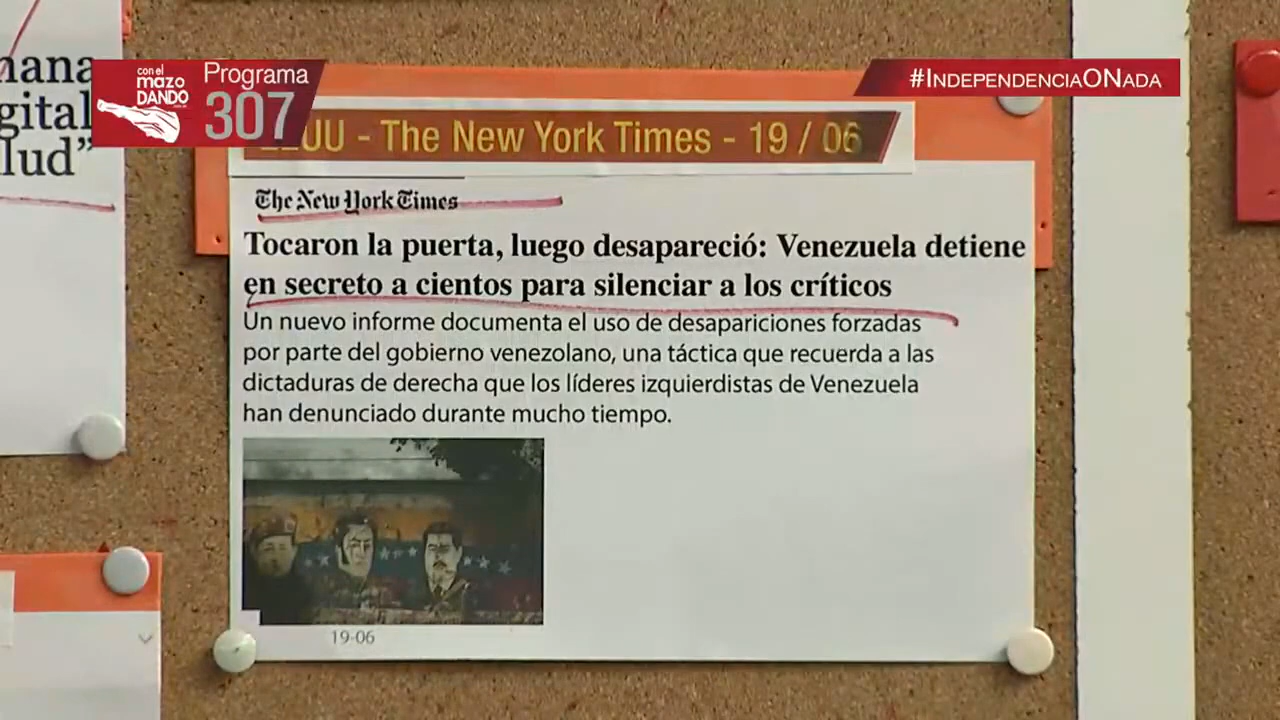 mana
gital
lud”
con el
mazo
DANDO
Programa
307
#INDEPENDENCIAONADA
EEUU - The New York Times - 19 / 06
The New York Times
Tocaron la puerta, luego desapareció: Venezuela detiene
en secreto a cientos para silenciar a los críticos
Un nuevo informe documenta el uso de desapariciones forzadas
por parte del gobierno venezolano, una táctica que recuerda a las
dictaduras de derecha que los líderes izquierdistas de Venezuela
han denunciado durante mucho tiempo.
19-06